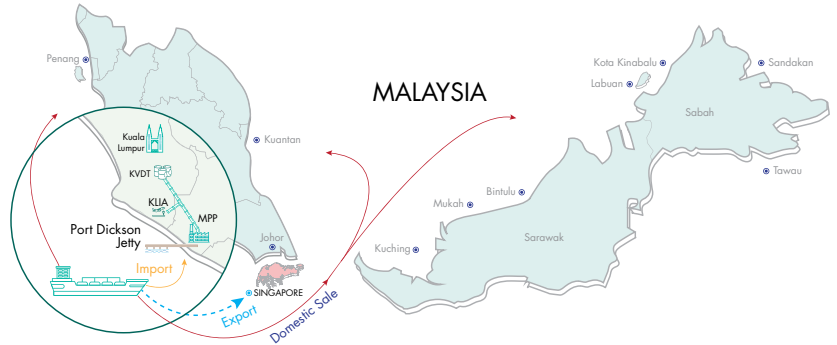 MALAYSIA
Penang
Kuala
Lumpur
KVDT
KLIA
MPP
Port Dickson
Jetty
Import
Export
Domestic Sale
Kuantan
Johor
SINGAPORE
Kota Kinabalu
Labuan
Sandakan
Sabah
Tawau
Bintulu
Mukah
Sarawak
Kuching